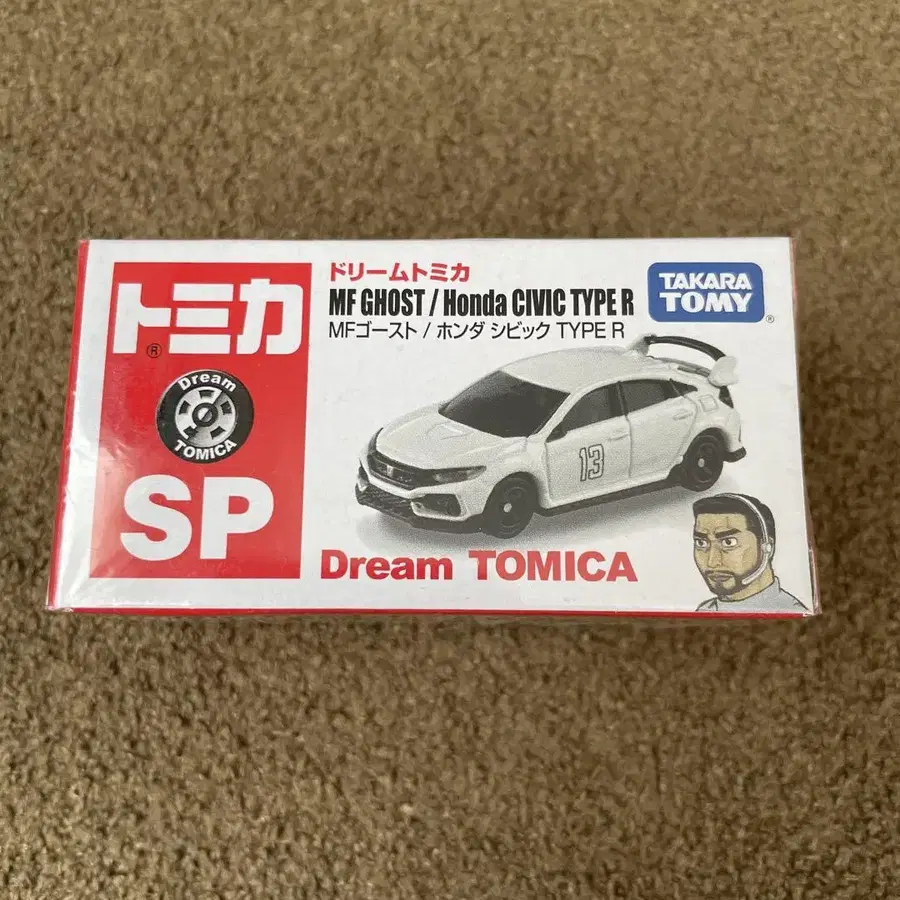 トミカ
®
Dream
TOMICA
SP
ドリームトミカ
MF GHOST / Honda CIVIC TYPE R
MFゴースト / ホンダ シビック TYPE R
TAKARA
TOMY
®
13
Dream TOMICA